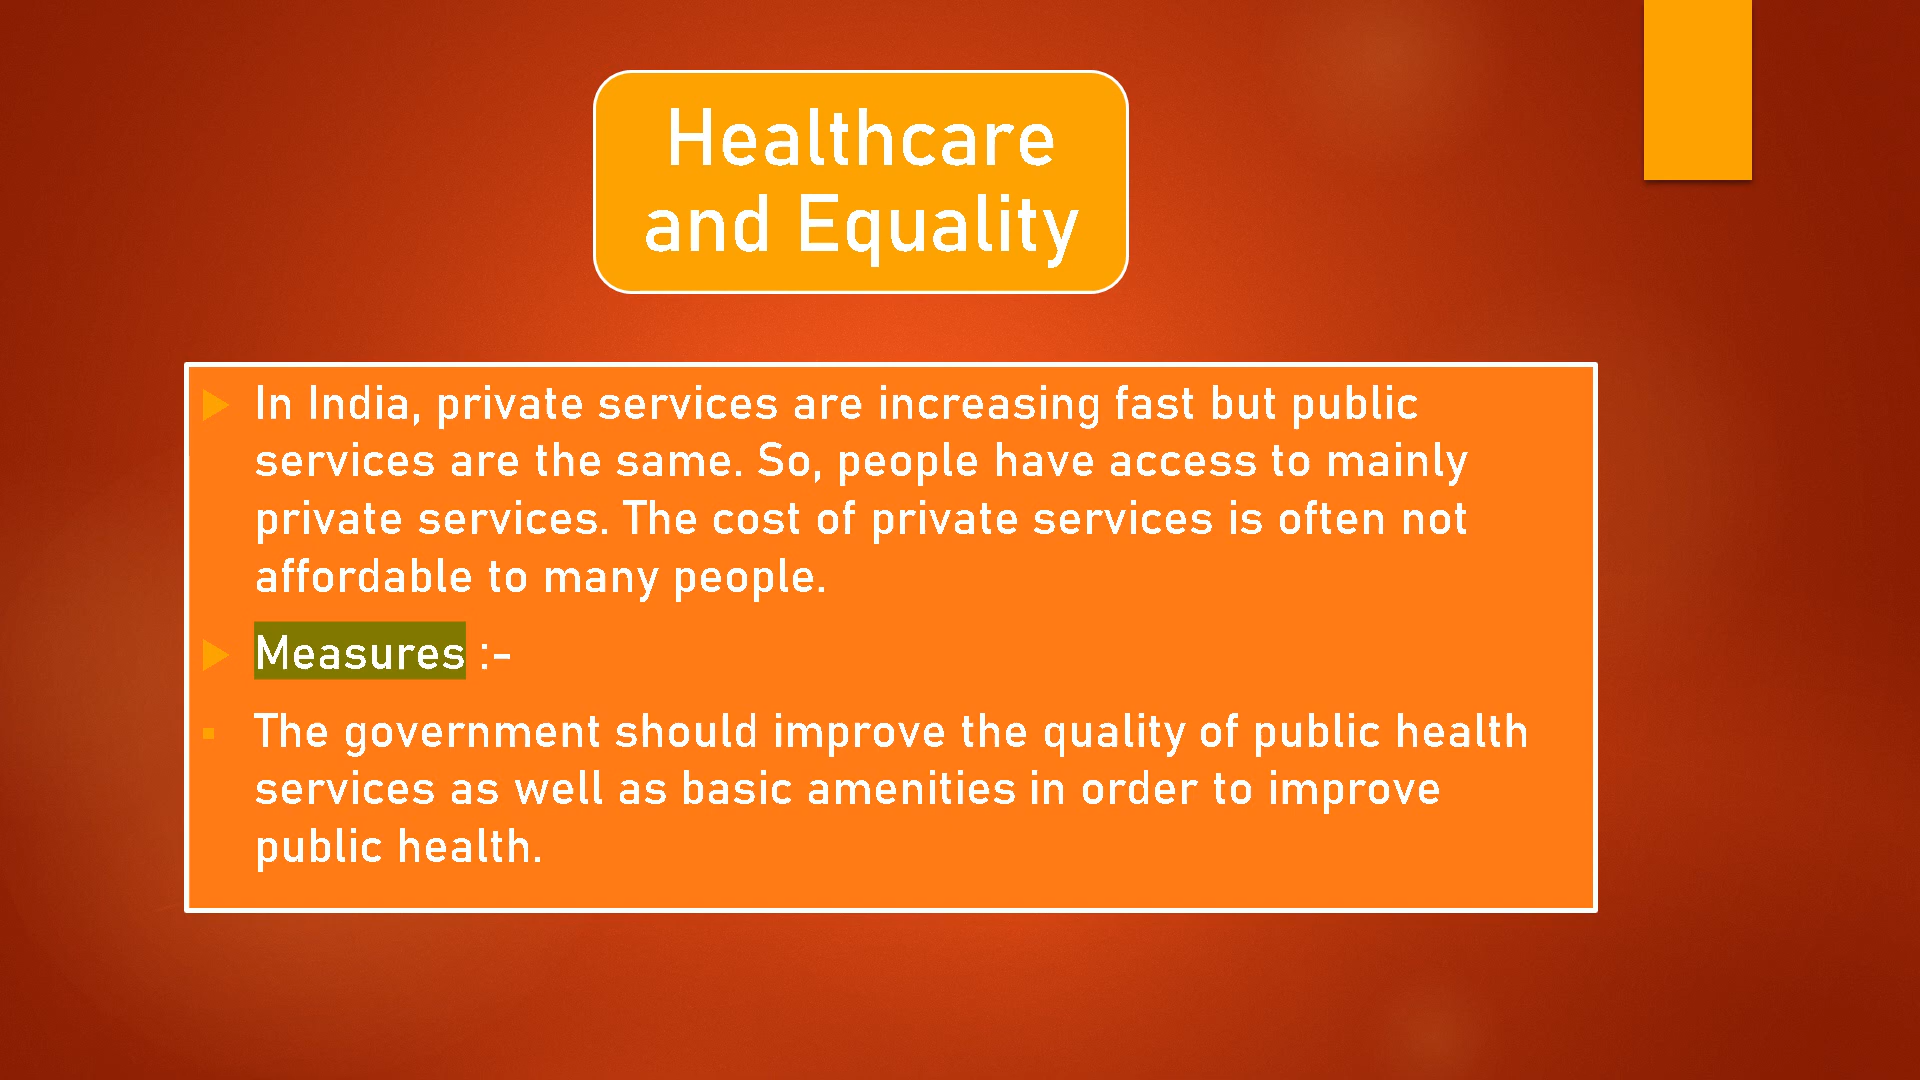 Healthcare
and Equality
In India, private services are increasing fast but public
services are the same. So, people have access to mainly
private services. The cost of private services is often not
affordable to many people.
Measures :-
The government should improve the quality of public health
services as well as basic amenities in order to improve
public health.